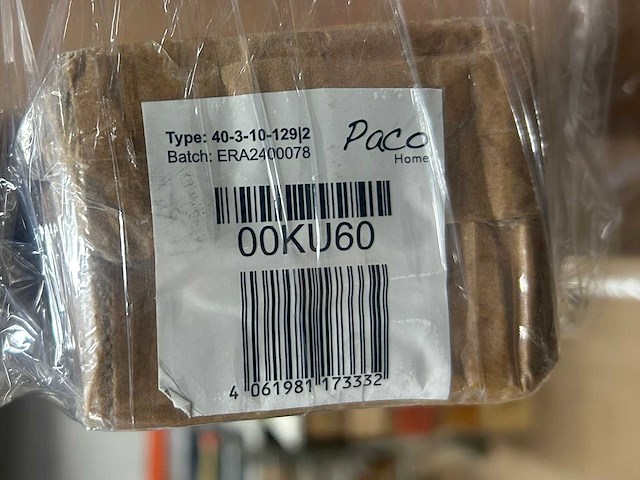 Type: 40-3-10-129|2
Batch: ERA2400078
Paco
Home
00KU60
4 061981 173332